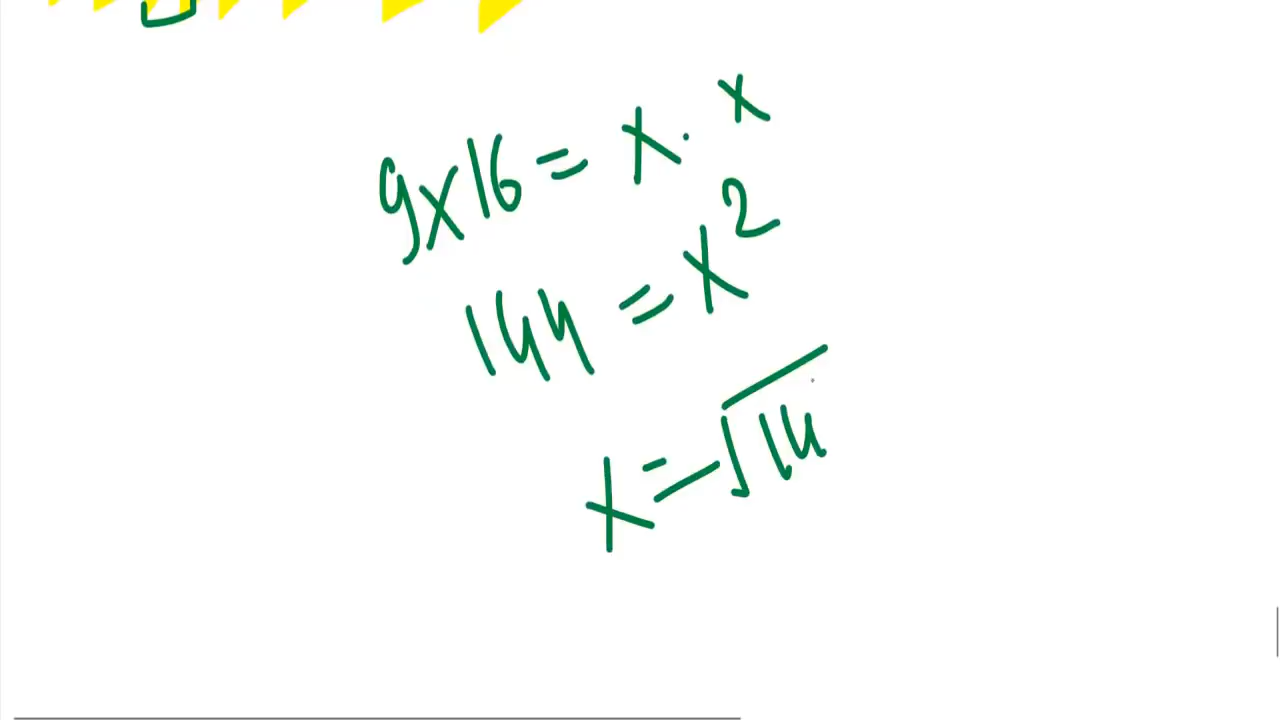 9x16 = x. x
144 = x²
x = √14